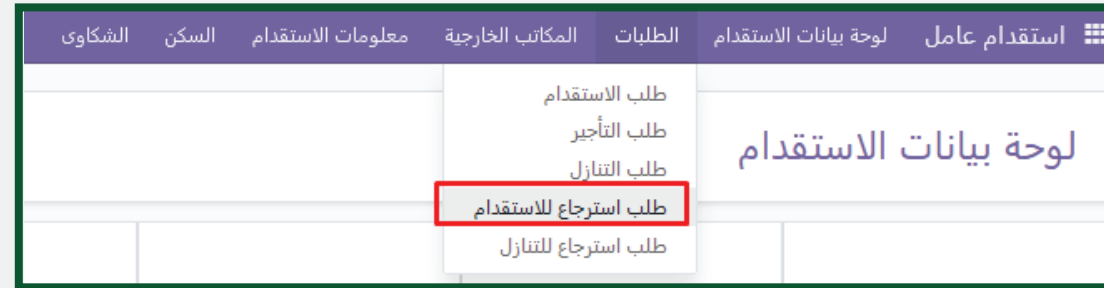 استقدام عامل لوحة بيانات الاستقدام الطلبات المكاتب الخارجية معلومات الاستقدام السكن الشكاوى
طلب الاستقدام
طلب التأجير
طلب التنازل
طلب استرجاع للاستقدام
طلب استرجاع للتنازل
لوحة بيانات الاستقدام